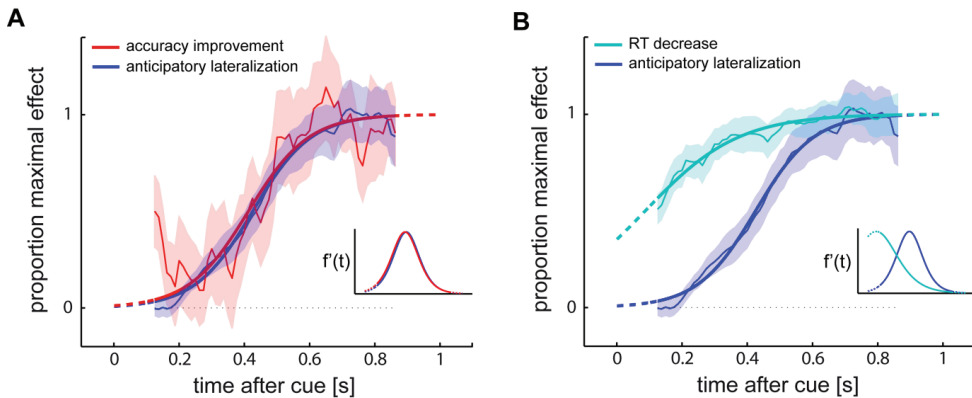 A
accuracy improvement
anticipatory lateralization
proportion maximal effect
1
0
f'(t)
0 0.2 0.4 0.6 0.8 1
time after cue [s]
B
RT decrease
anticipatory lateralization
proportion maximal effect
1
0
f'(t)
0 0.2 0.4 0.6 0.8 1
time after cue [s]